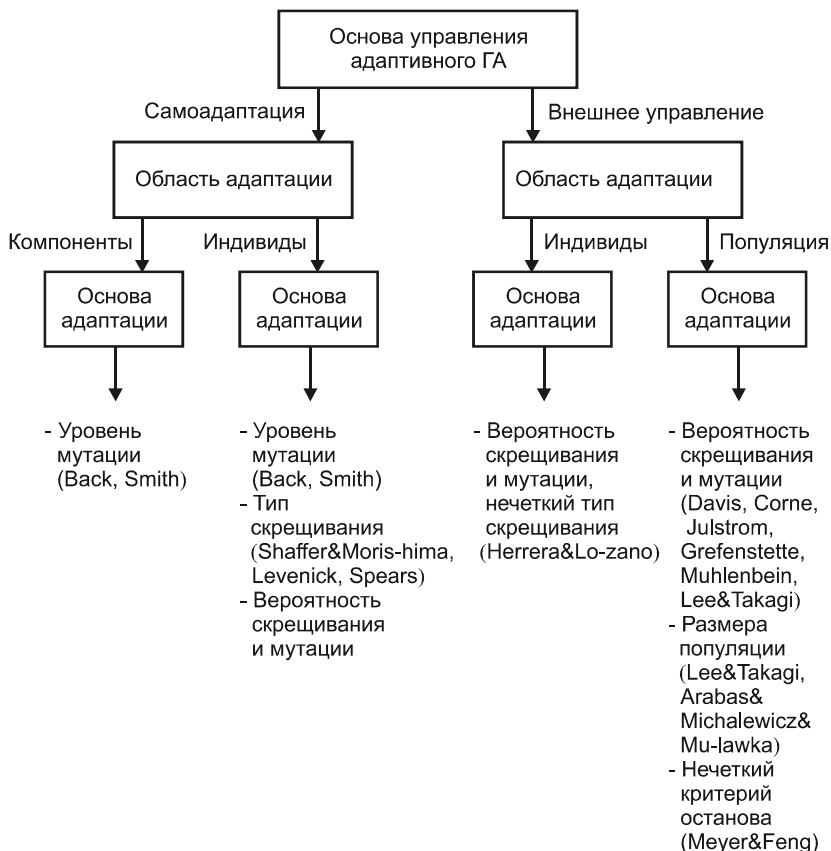 Основа управления
адаптивного ГА
Самоадаптация
Внешнее управление
Область адаптации
Область адаптации
Компоненты
Индивиды
Индивиды
Популяция
Основа
адаптации
Основа
адаптации
Основа
адаптации
Основа
адаптации
- Уровень
мутации
(Back, Smith)
- Уровень
мутации
(Back, Smith)
- Тип
скрещивания
(Shaffer&Moris-hima,
Levenick, Spears)
- Вероятность
скрещивания
и мутации
- Вероятность
скрещивания
и мутации,
нечеткий тип
скрещивания
(Herrera&Lo-zano)
- Вероятность
скрещивания
и мутации
(Davis, Corne,
Julstrom,
Grefenstette,
Muhlenbein,
Lee&Takagi)
- Размера
популяции
(Lee&Takagi,
Arabas&
Michalewicz&
Mu-lawka)
- Нечеткий
критерий
останова
(Meyer&Feng)